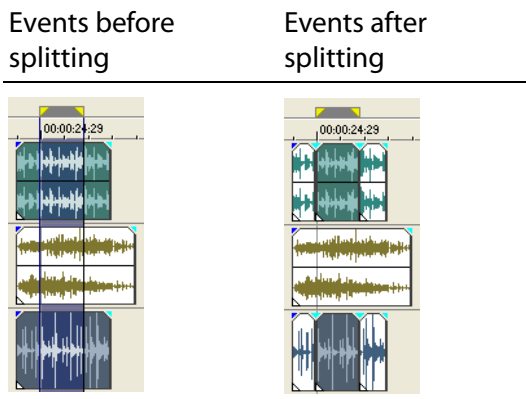 Events before
splitting
Events after
splitting
00:00:24:29
00:00:24:29